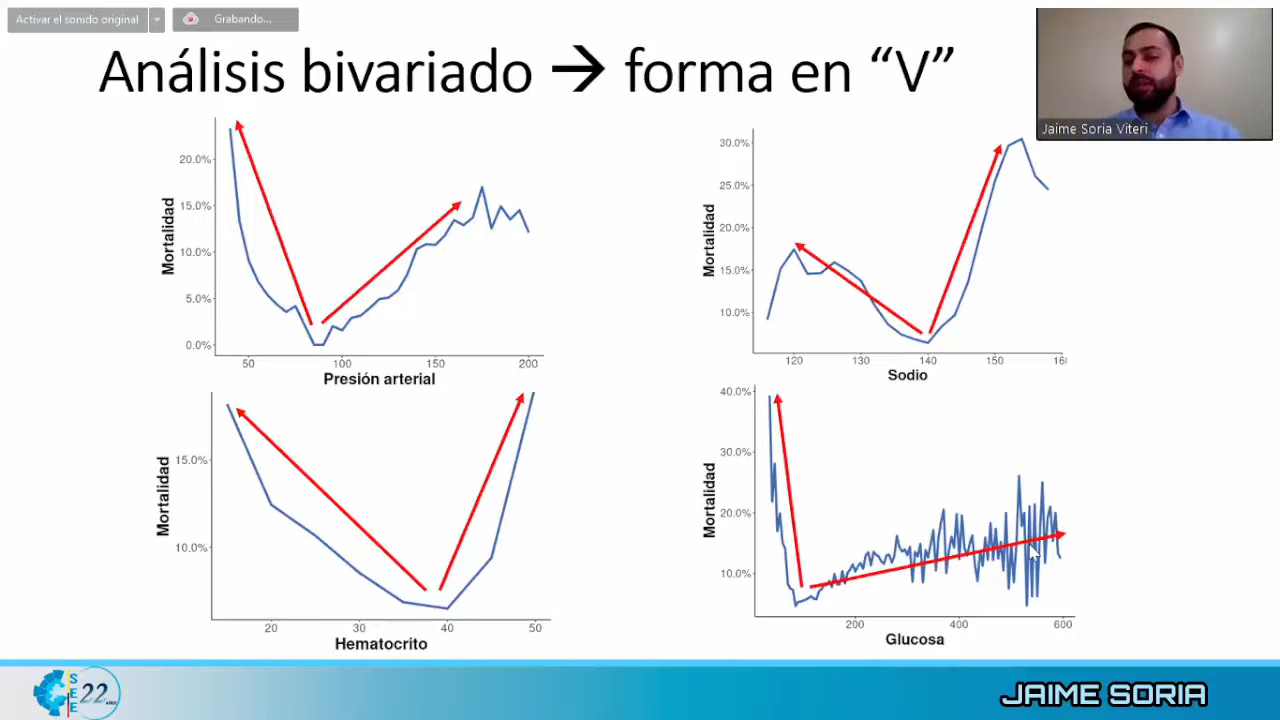 Activar el sonido original
Grabando...
Análisis bivariado → forma en “V”
Jaime Soria Viteri
Mortalidad
20.0%
15.0%
10.0%
5.0%
0.0%
50 100 150 200
Presión arterial
Mortalidad
30.0%
25.0%
20.0%
15.0%
10.0%
120 130 140 150 16
Sodio
Mortalidad
15.0%
10.0%
20 30 40 50
Hematocrito
Mortalidad
40.0%
30.0%
20.0%
10.0%
200 400 600
Glucosa
SEE
22
AÑOS
JAIME SORIA